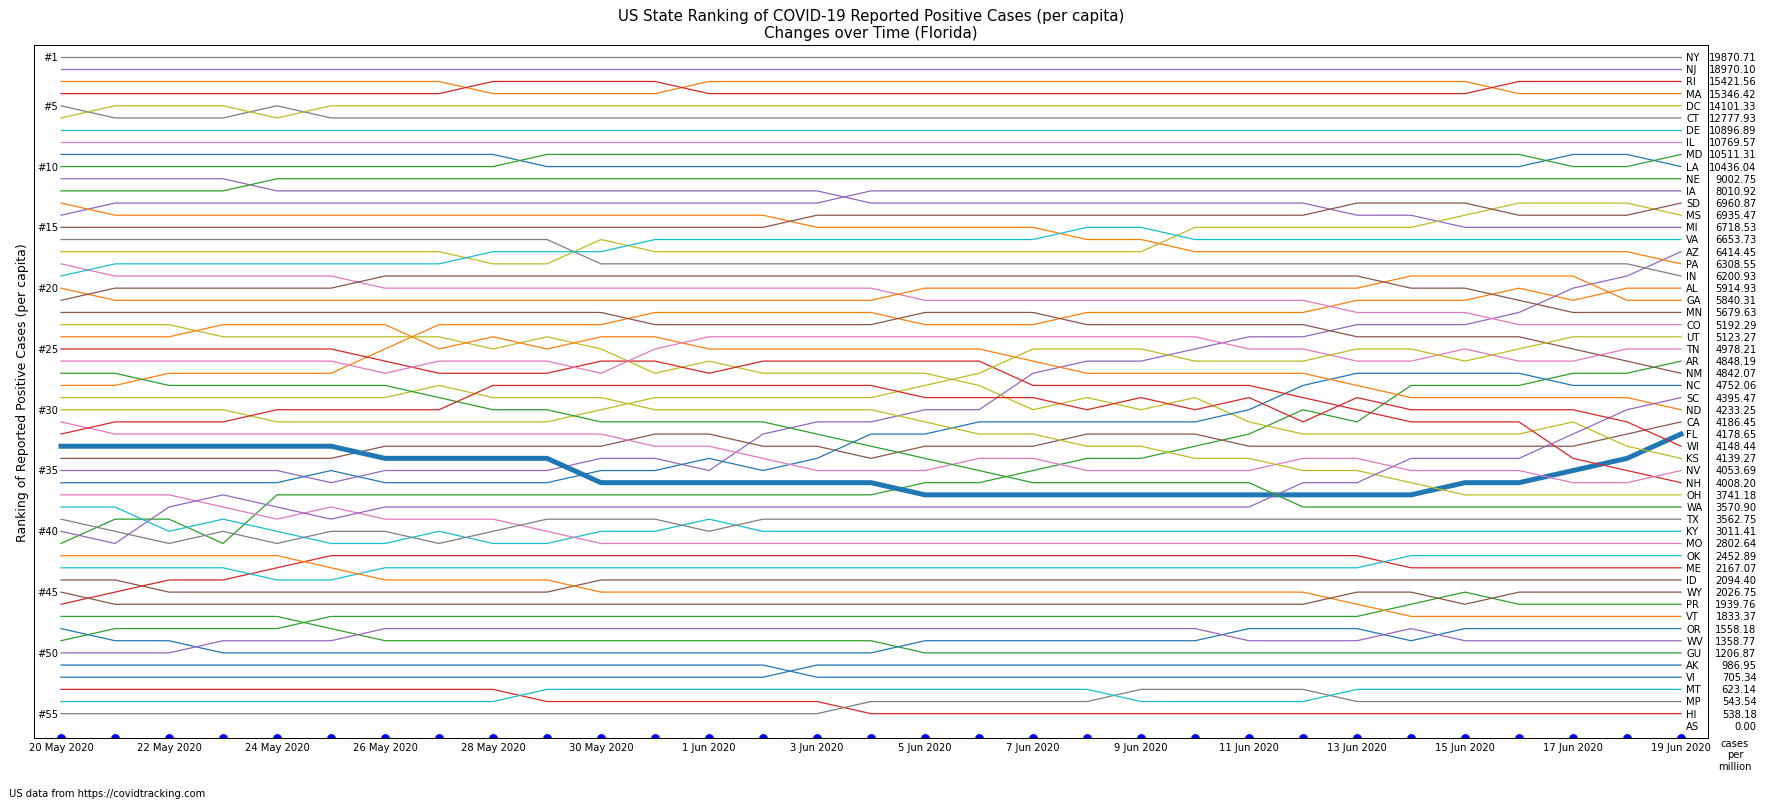 US State Ranking of COVID-19 Reported Positive Cases (per capita)
Changes over Time (Florida)
Ranking of Reported Positive Cases (per capita)
#1
#5
#10
#15
#20
#25
#30
#35
#40
#45
#50
#55
NY 19870.71
NJ 18970.10
RI 15421.56
MA 15346.42
DC 14101.33
CT 12777.93
DE 10896.89
IL 10769.57
MD 10511.31
LA 10436.04
NE 9002.75
IA 8010.92
SD 6960.87
MS 6935.47
MI 6718.53
VA 6653.73
AZ 6414.45
PA 6308.55
IN 6200.93
AL 5914.93
GA 5840.31
MN 5679.63
CO 5192.29
UT 5123.27
TN 4978.21
AR 4848.19
NM 4842.07
NC 4752.06
SC 4395.47
ND 4233.25
CA 4186.45
FL 4178.65
WI 4148.44
KS 4139.27
NV 4053.69
NH 4008.20
OH 3741.18
WA 3570.90
TX 3562.75
KY 3011.41
MO 2802.64
OK 2452.89
ME 2167.07
ID 2094.40
WY 2026.75
PR 1939.76
VT 1833.37
OR 1558.18
WV 1358.77
GU 1206.87
AK 986.95
VI 705.34
MT 623.14
MP 543.54
HI 538.18
AS 0.00
20 May 2020 22 May 2020 24 May 2020 26 May 2020 28 May 2020 30 May 2020 1 Jun 2020 3 Jun 2020 5 Jun 2020 7 Jun 2020 9 Jun 2020 11 Jun 2020 13 Jun 2020 15 Jun 2020 17 Jun 2020 19 Jun 2020
cases
per
million
US data from https://covidtracking.com